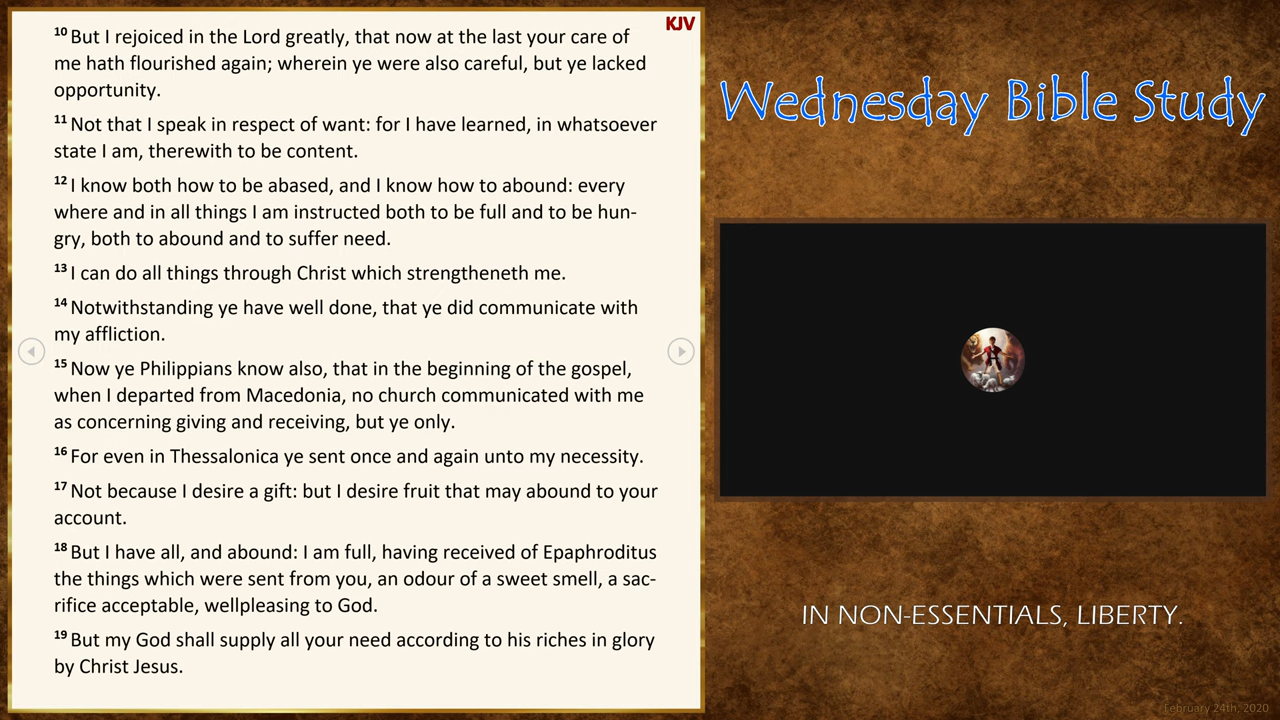 KJV
10 But I rejoiced in the Lord greatly, that now at the last your care of
me hath flourished again; wherein ye were also careful, but ye lacked
opportunity.
11 Not that I speak in respect of want: for I have learned, in whatsoever
state I am, therewith to be content.
12 I know both how to be abased, and I know how to abound: every
where and in all things I am instructed both to be full and to be hun-
gry, both to abound and to suffer need.
13 I can do all things through Christ which strengtheneth me.
14 Notwithstanding ye have well done, that ye did communicate with
my affliction.
15 Now ye Philippians know also, that in the beginning of the gospel,
when I departed from Macedonia, no church communicated with me
as concerning giving and receiving, but ye only.
16 For even in Thessalonica ye sent once and again unto my necessity.
17 Not because I desire a gift: but I desire fruit that may abound to your
account.
18 But I have all, and abound: I am full, having received of Epaphroditus
the things which were sent from you, an odour of a sweet smell, a sac-
rifice acceptable, wellpleasing to God.
19 But my God shall supply all your need according to his riches in glory
by Christ Jesus.
Wednesday Bible Study
IN NON-ESSENTIALS, LIBERTY.
February 24th, 2020